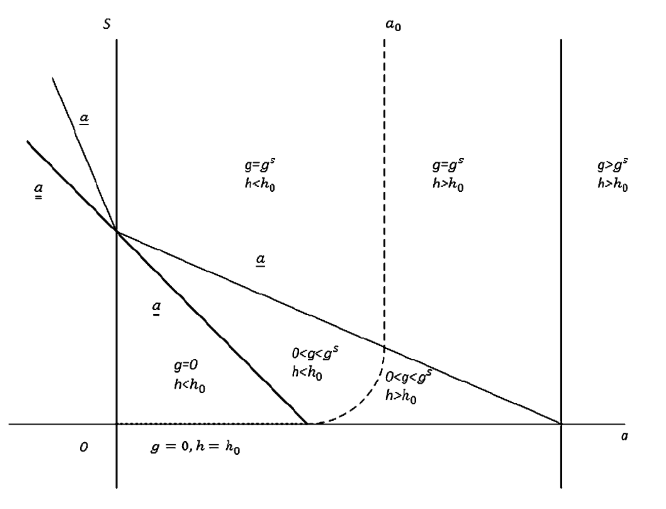 S
a₀
a̲
g=gˢ
h<h₀
g=gˢ
h>h₀
g>gˢ
h>h₀
a̳
a̲
a̲
0<g<gˢ
h<h₀
g=0
h<h₀
0<g<gˢ
h>h₀
0
g = 0, h = h₀
a